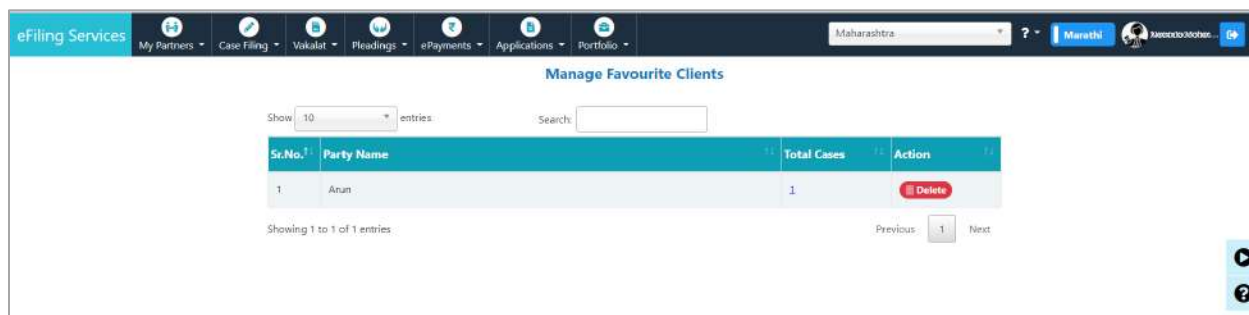 eFiling Services
My Partners
Case Filing
Vakalat
Pleadings
ePayments
Applications
Portfolio
Maharashtra
?
Marathi
Manage Favourite Clients
Show 10 entries
Search:
Sr.No. Party Name Total Cases Action
1 Arun 1 Delete
Showing 1 to 1 of 1 entries
Previous 1 Next